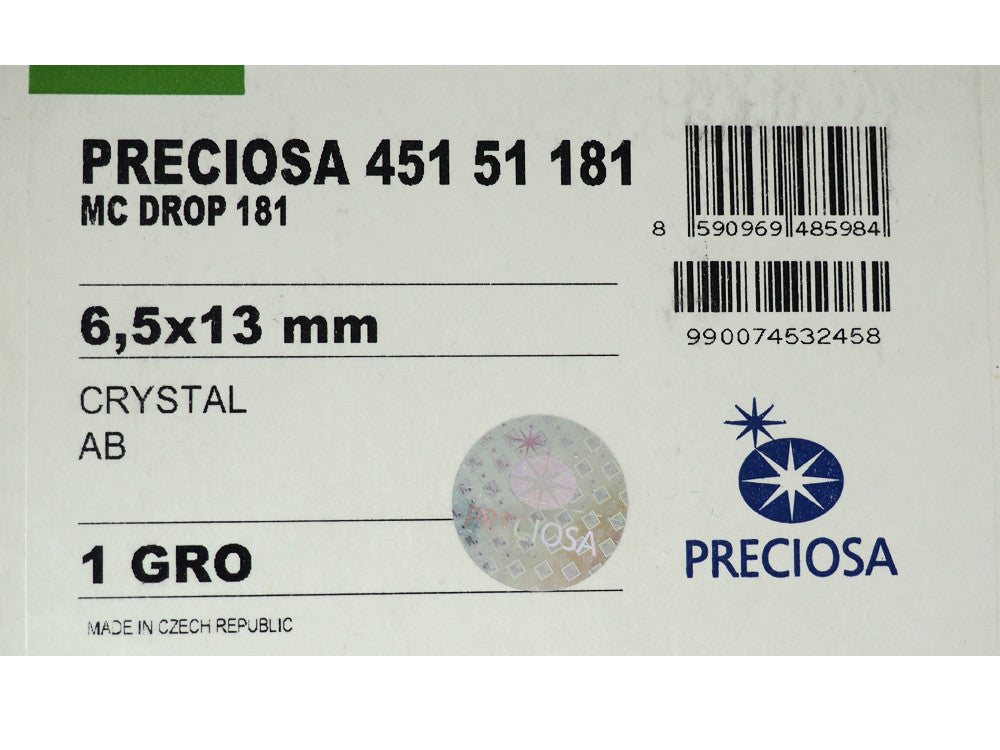 PRECIOSA 451 51 181
MC DROP 181
8 590969 485984
6,5x13 mm
990074532458
CRYSTAL
AB
PRECIOSA
PRECIOSA
1 GRO
MADE IN CZECH REPUBLIC